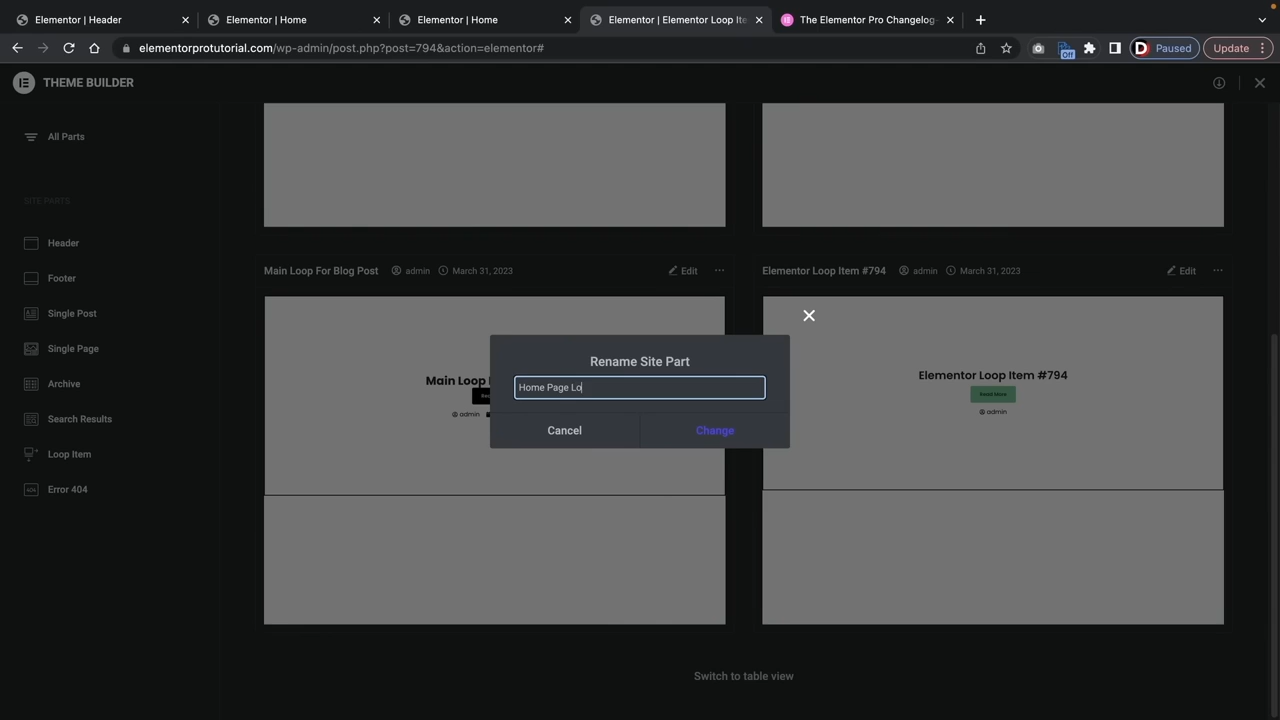 Elementor | Header
Elementor | Home
Elementor | Home
Elementor | Elementor Loop Ite
The Elementor Pro Changelog
elementorprotutorial.com/wp-admin/post.php?post=794&action=elementor#
Off
D
Paused
Update
THEME BUILDER
All Parts
SITE PARTS
Header
Footer
Single Post
Single Page
Archive
Search Results
Loop Item
404
Error 404
Main Loop For Blog Post
admin
March 31, 2023
Edit
Elementor Loop Item #794
admin
March 31, 2023
Edit
Main Loop
admin
Rename Site Part
Home Page Lo
Cancel
Change
Elementor Loop Item #794
Read More
admin
Switch to table view